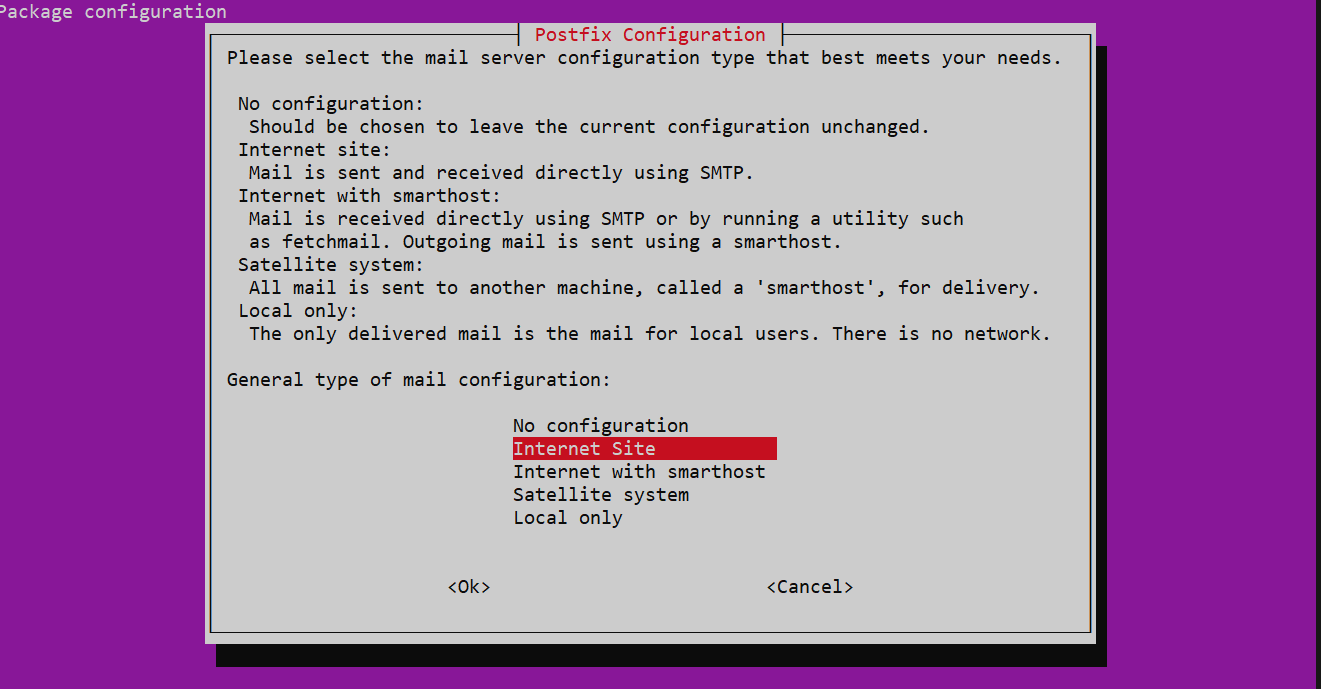 Package configuration
Postfix Configuration
Please select the mail server configuration type that best meets your needs.
No configuration:
Should be chosen to leave the current configuration unchanged.
Internet site:
Mail is sent and received directly using SMTP.
Internet with smarthost:
Mail is received directly using SMTP or by running a utility such
as fetchmail. Outgoing mail is sent using a smarthost.
Satellite system:
All mail is sent to another machine, called a 'smarthost', for delivery.
Local only:
The only delivered mail is the mail for local users. There is no network.
General type of mail configuration:
No configuration
Internet Site
Internet with smarthost
Satellite system
Local only
<Ok> <Cancel>